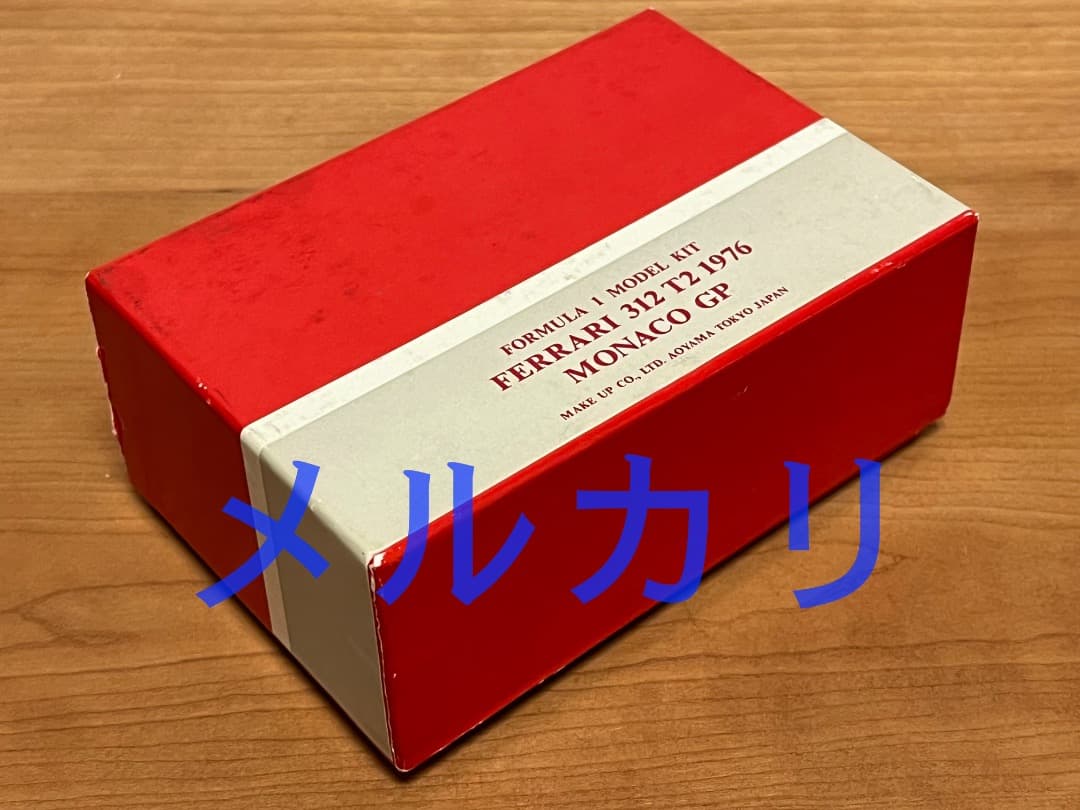 FORMULA 1 MODEL KIT
FERRARI 312 T2 1976
MONACO GP
MAKE UP CO., LTD. AOYAMA TOKYO JAPAN
メルカリ